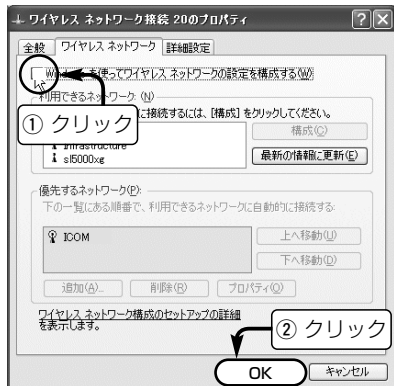 ワイヤレス ネットワーク接続 20のプロパティ
全般 ワイヤレス ネットワーク 詳細設定
を使ってワイヤレス ネットワークの設定を構成する(W)
利用できるネットワーク:(N)
に接続するには、[構成]をクリックしてください。
① クリック
構成(C)
Infrastructure
sl5000xg
最新の情報に更新(E)
優先するネットワーク(P):
下の一覧にある順番で、利用できるネットワークに自動的に接続する:
ICOM
上へ移動(U)
下へ移動(D)
追加(A)... 削除(R) プロパティ(O)
ワイヤレス ネットワーク構成のセットアップの詳細
を表示します。
② クリック
OK キャンセル